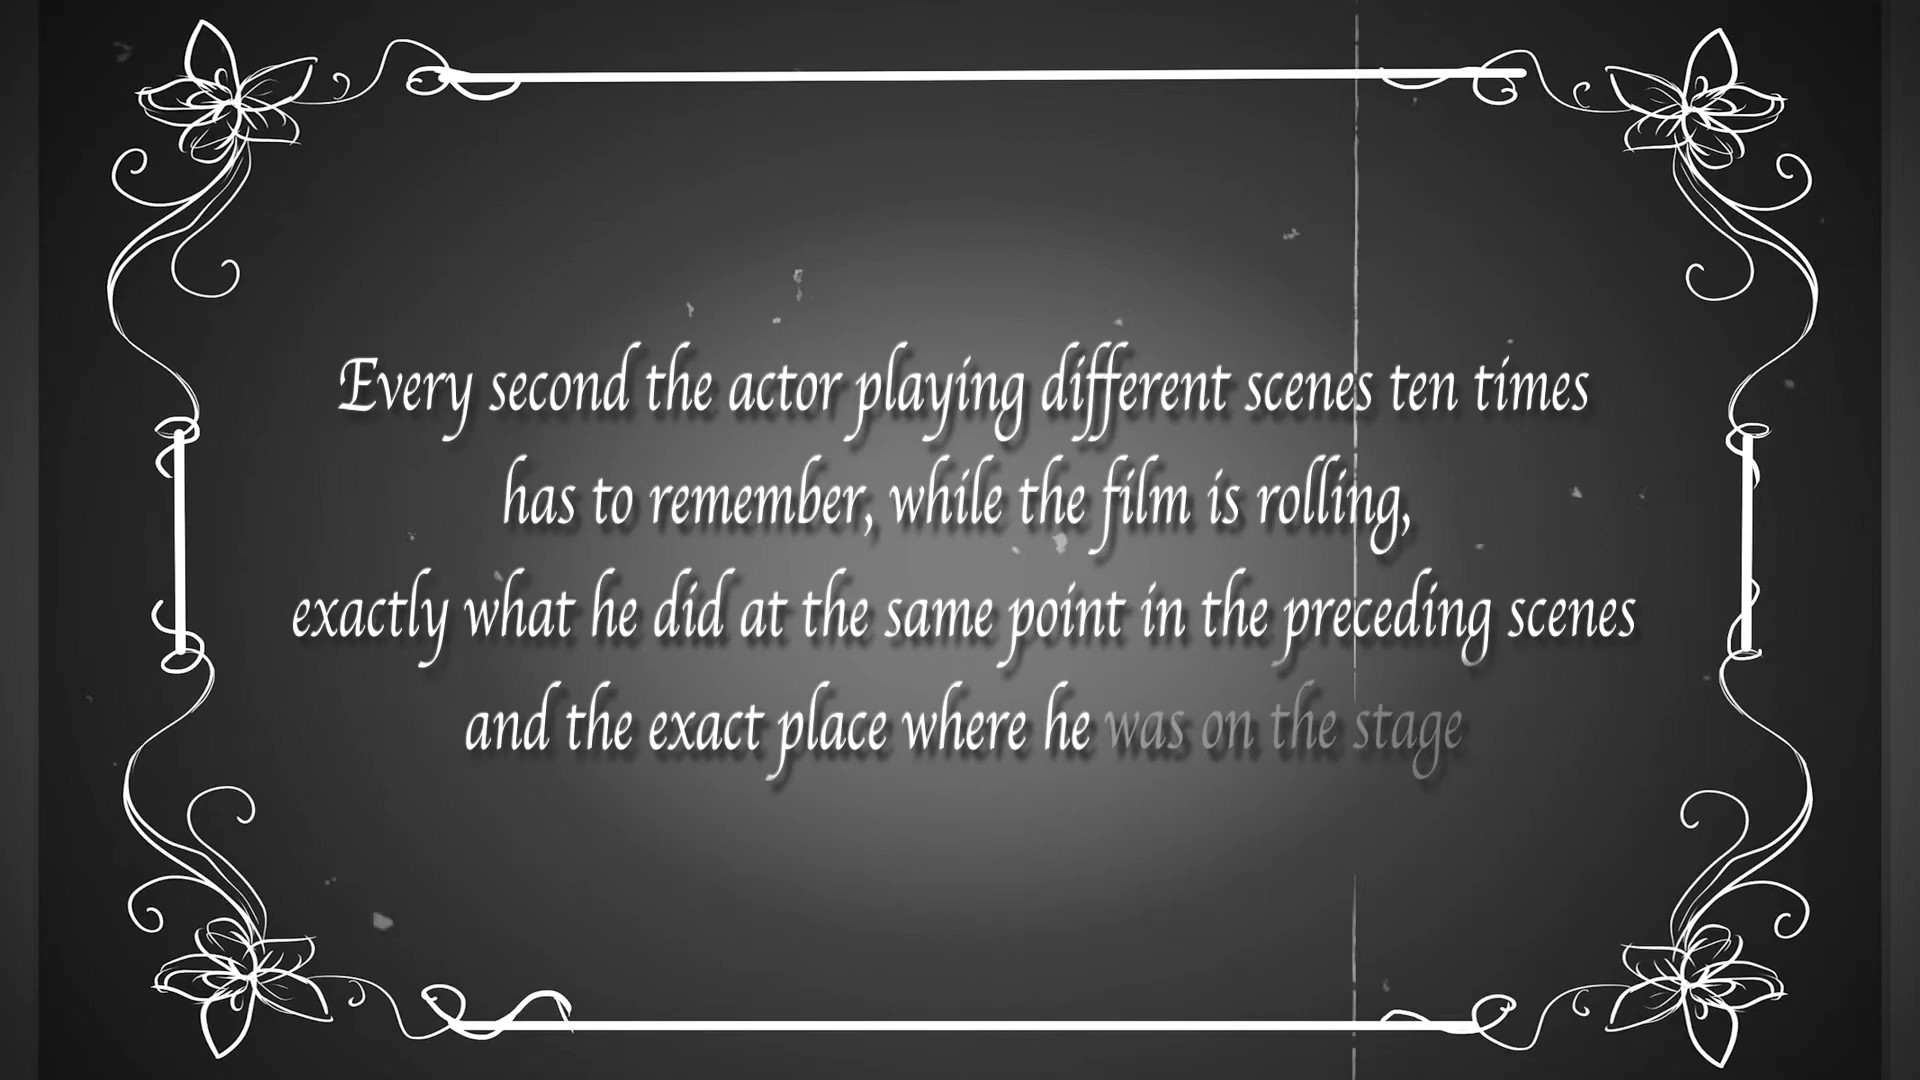 Every second the actor playing different scenes ten times
has to remember, while the film is rolling,
exactly what he did at the same point in the preceding scenes
and the exact place where he was on the stage